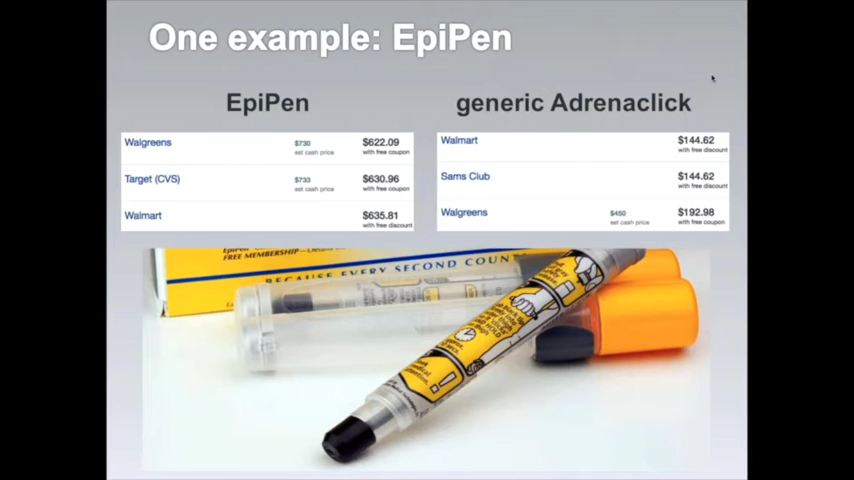 One example: EpiPen
EpiPen
generic Adrenaclick
Walgreens $730 $622.09
est cash price with free coupon
Target (CVS) $733 $630.96
est cash price with free coupon
Walmart $635.81
with free discount
Walmart $144.62
with free discount
Sams Club $144.62
with free discount
Walgreens $450 $192.98
est cash price with free coupon
FREE MEMBERSHIP
BECAUSE EVERY SECOND COUNTS